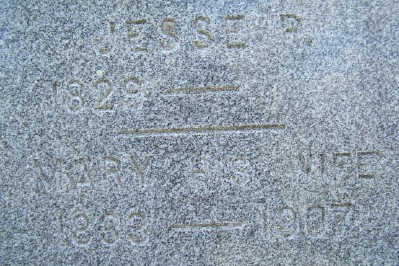 JESSE P.
1829 —
MARY WIFE
1833 — 1907